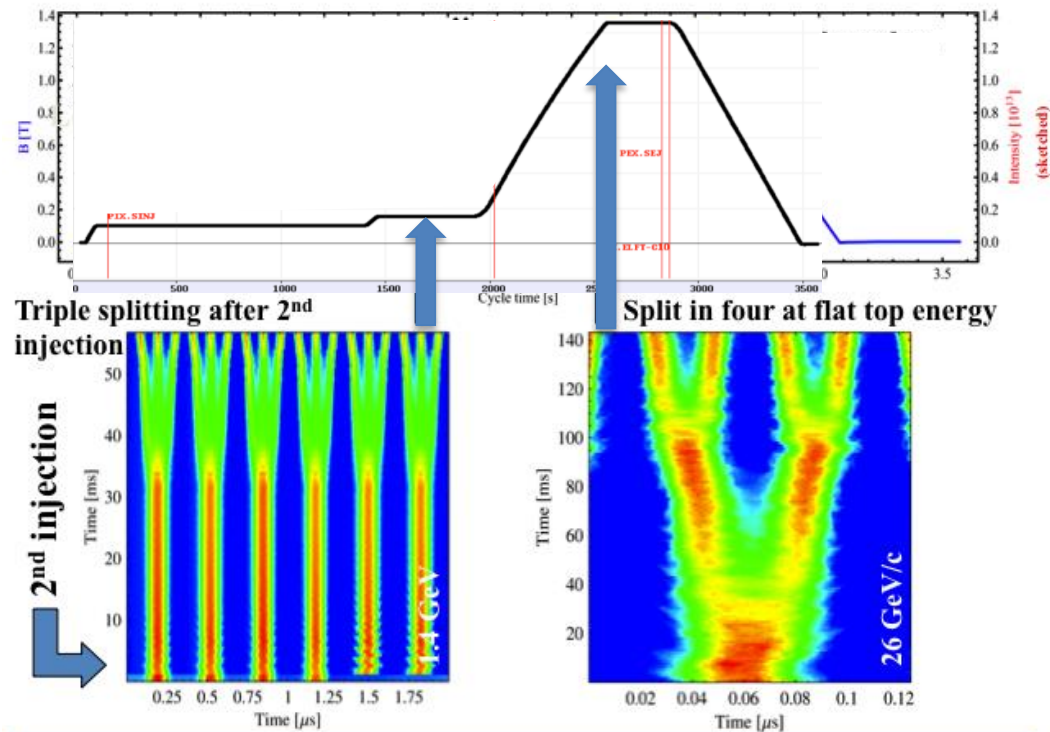 1.4
1.2
1.0
0.8
0.6
0.4
0.2
0.0
B [T]
PIX.SINJ
PEX.SEJ
.ELFT-C10
1.4
1.2
1.0
0.8
0.6
0.4
0.2
0.0
Intensity [10¹³]
(sketched)
0 500 1000 1500 2000 2500 3000 3500 3.5
Cycle time [s]
Triple splitting after 2nd
injection
Split in four at flat top energy
2nd injection
50
40
30
20
10
Time [ms]
1.4 GeV
0.25 0.5 0.75 1 1.25 1.5 1.75
Time [μs]
140
120
100
80
60
40
20
Time [ms]
26 GeV/c
0.02 0.04 0.06 0.08 0.1 0.12
Time [μs]